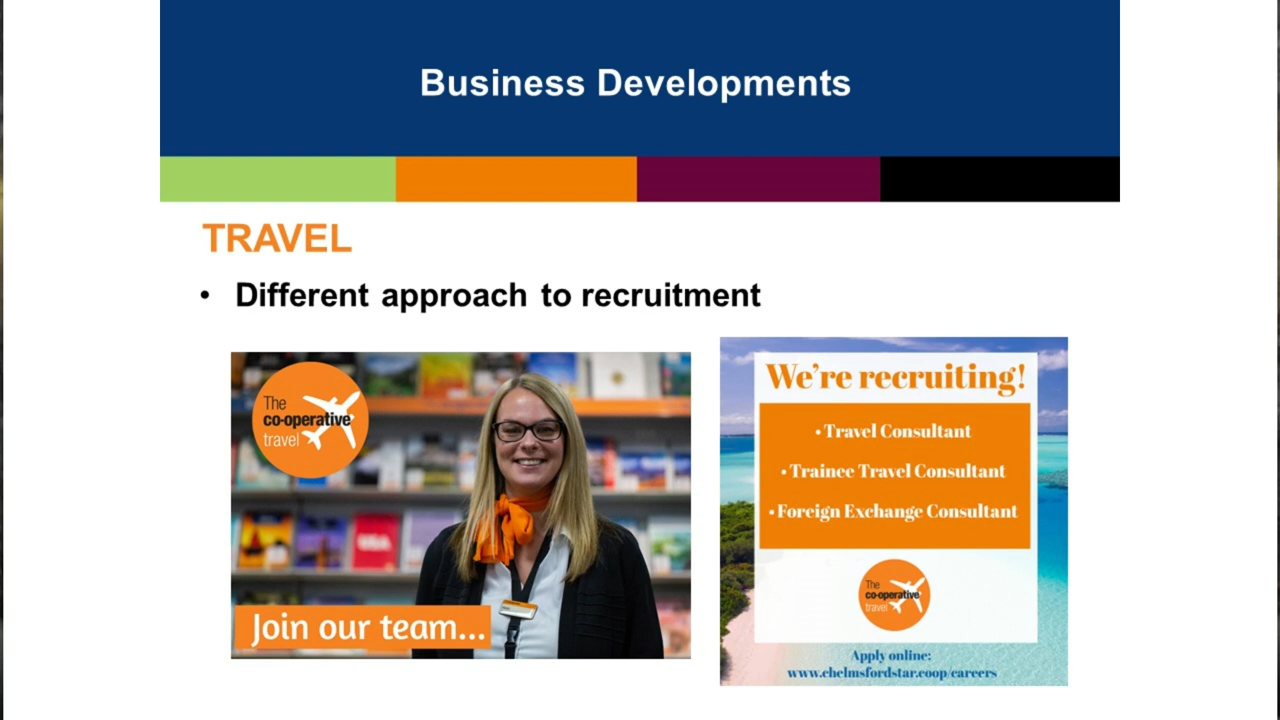 Business Developments
TRAVEL
• Different approach to recruitment
The
co-operative
travel
Join our team...
We're recruiting!
• Travel Consultant
• Trainee Travel Consultant
• Foreign Exchange Consultant
The
co-operative
travel
Apply online:
www.chelmsfordstar.coop/careers